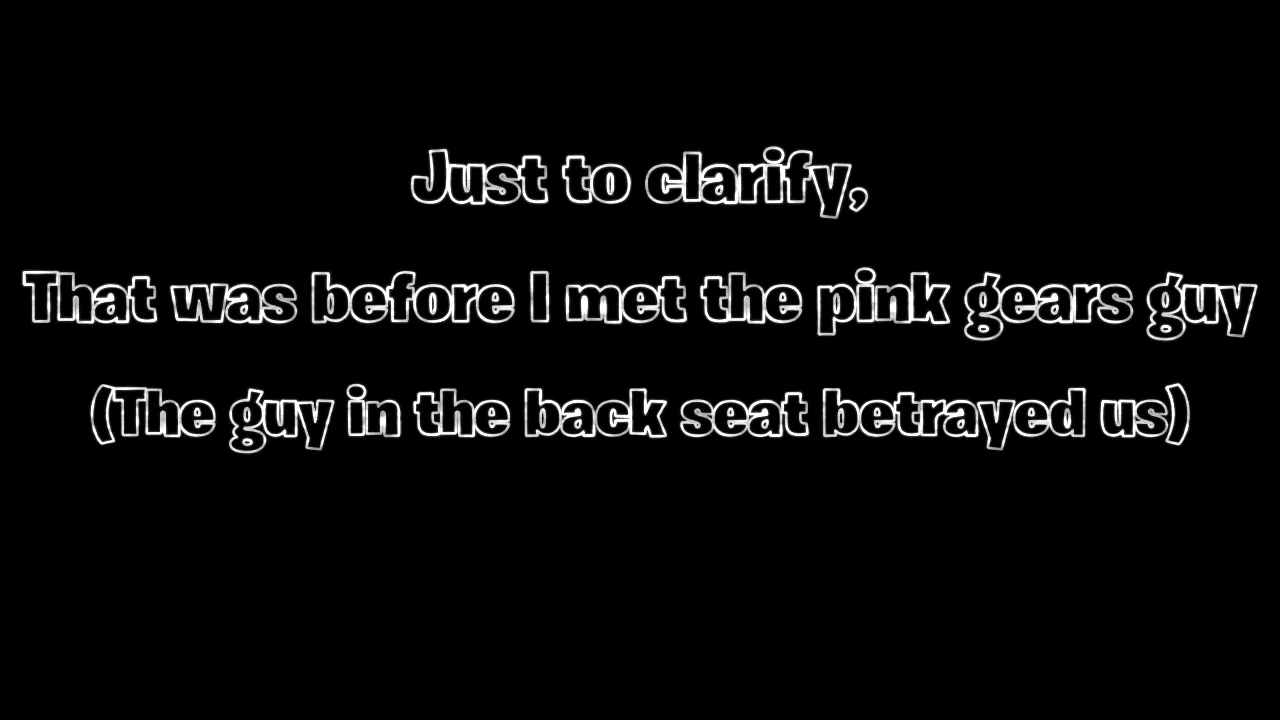 Just to clarify,
That was before I met the pink gears guy
(The guy in the back seat betrayed us)